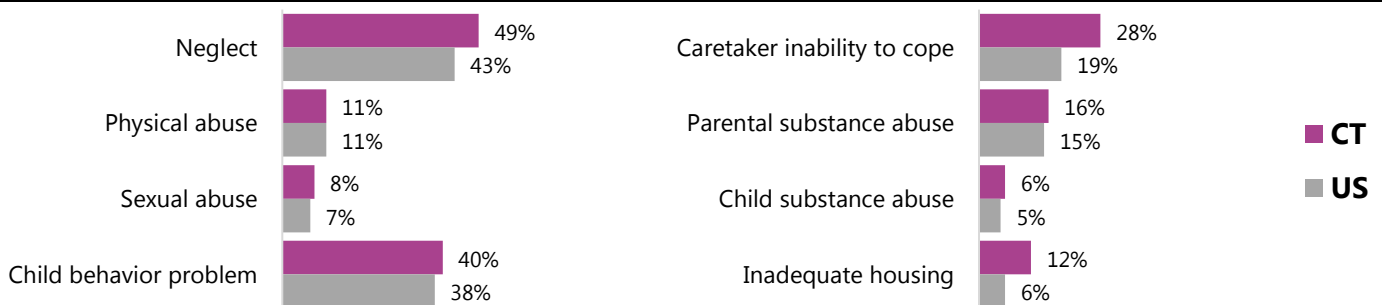 Neglect
49%
43%
Physical abuse
11%
11%
Sexual abuse
8%
7%
Child behavior problem
40%
38%
Caretaker inability to cope
28%
19%
Parental substance abuse
16%
15%
Child substance abuse
6%
5%
Inadequate housing
12%
6%
CT
US